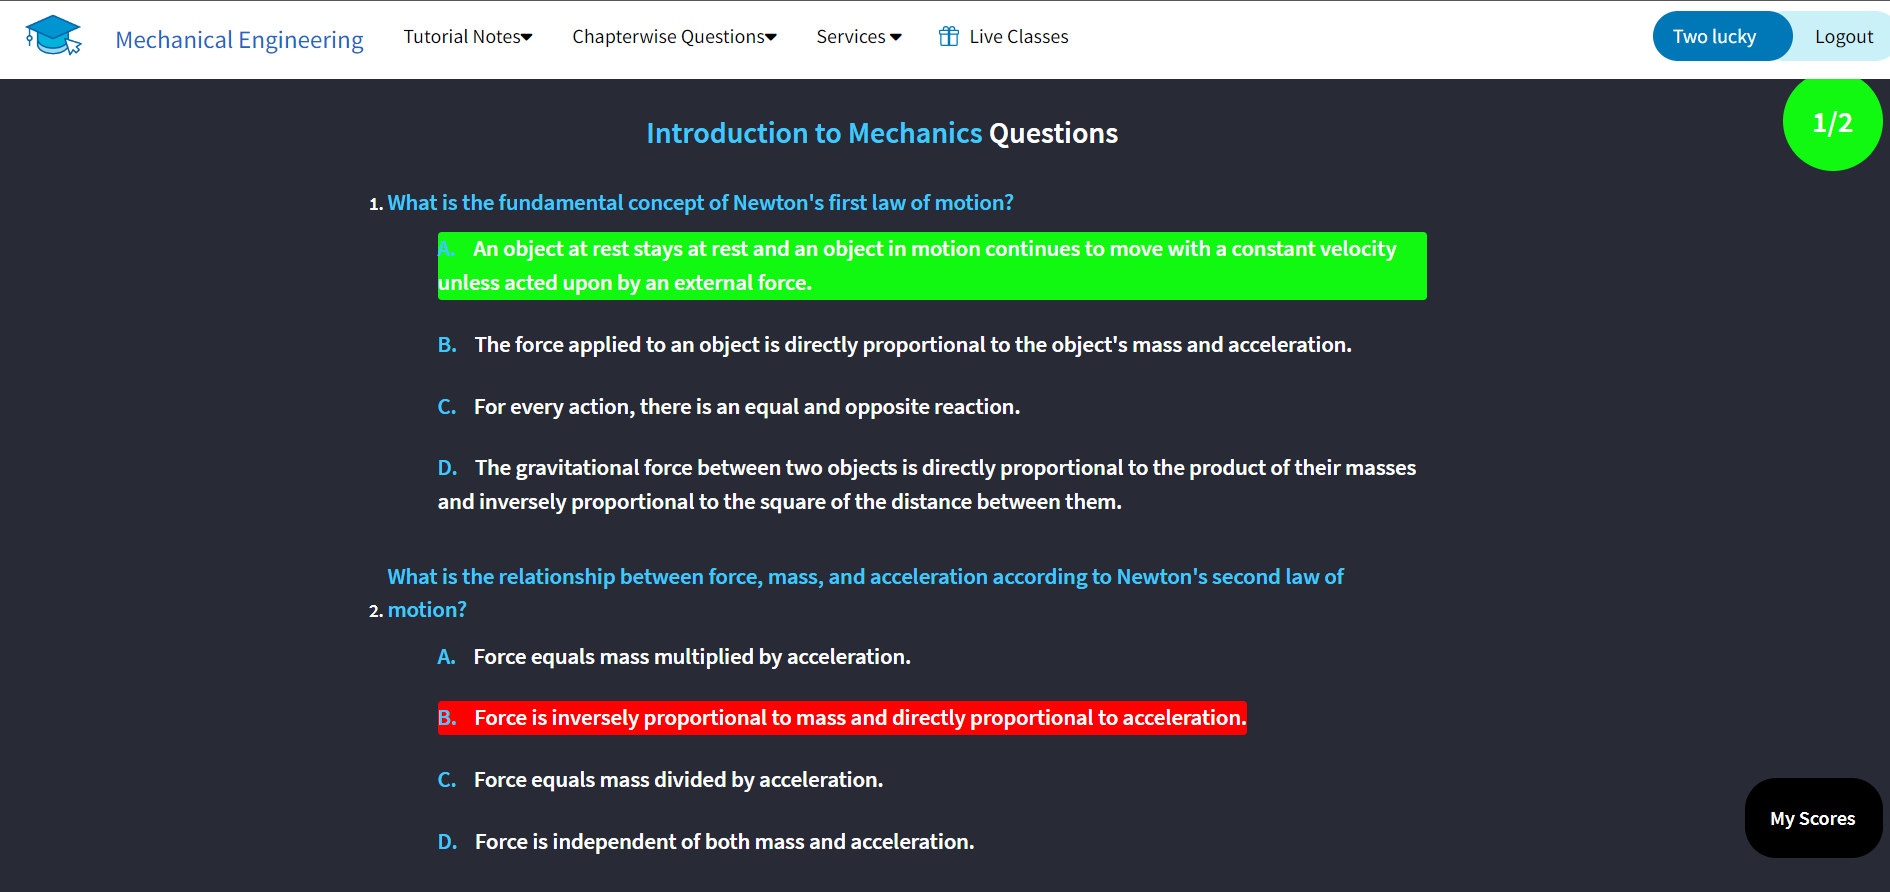 Mechanical Engineering
Tutorial Notes
Chapterwise Questions
Services
Live Classes
Two lucky
Logout
1/2
Introduction to Mechanics Questions
1. What is the fundamental concept of Newton's first law of motion?
A. An object at rest stays at rest and an object in motion continues to move with a constant velocity
unless acted upon by an external force.
B. The force applied to an object is directly proportional to the object's mass and acceleration.
C. For every action, there is an equal and opposite reaction.
D. The gravitational force between two objects is directly proportional to the product of their masses
and inversely proportional to the square of the distance between them.
What is the relationship between force, mass, and acceleration according to Newton's second law of
2. motion?
A. Force equals mass multiplied by acceleration.
B. Force is inversely proportional to mass and directly proportional to acceleration.
C. Force equals mass divided by acceleration.
My Scores
D. Force is independent of both mass and acceleration.